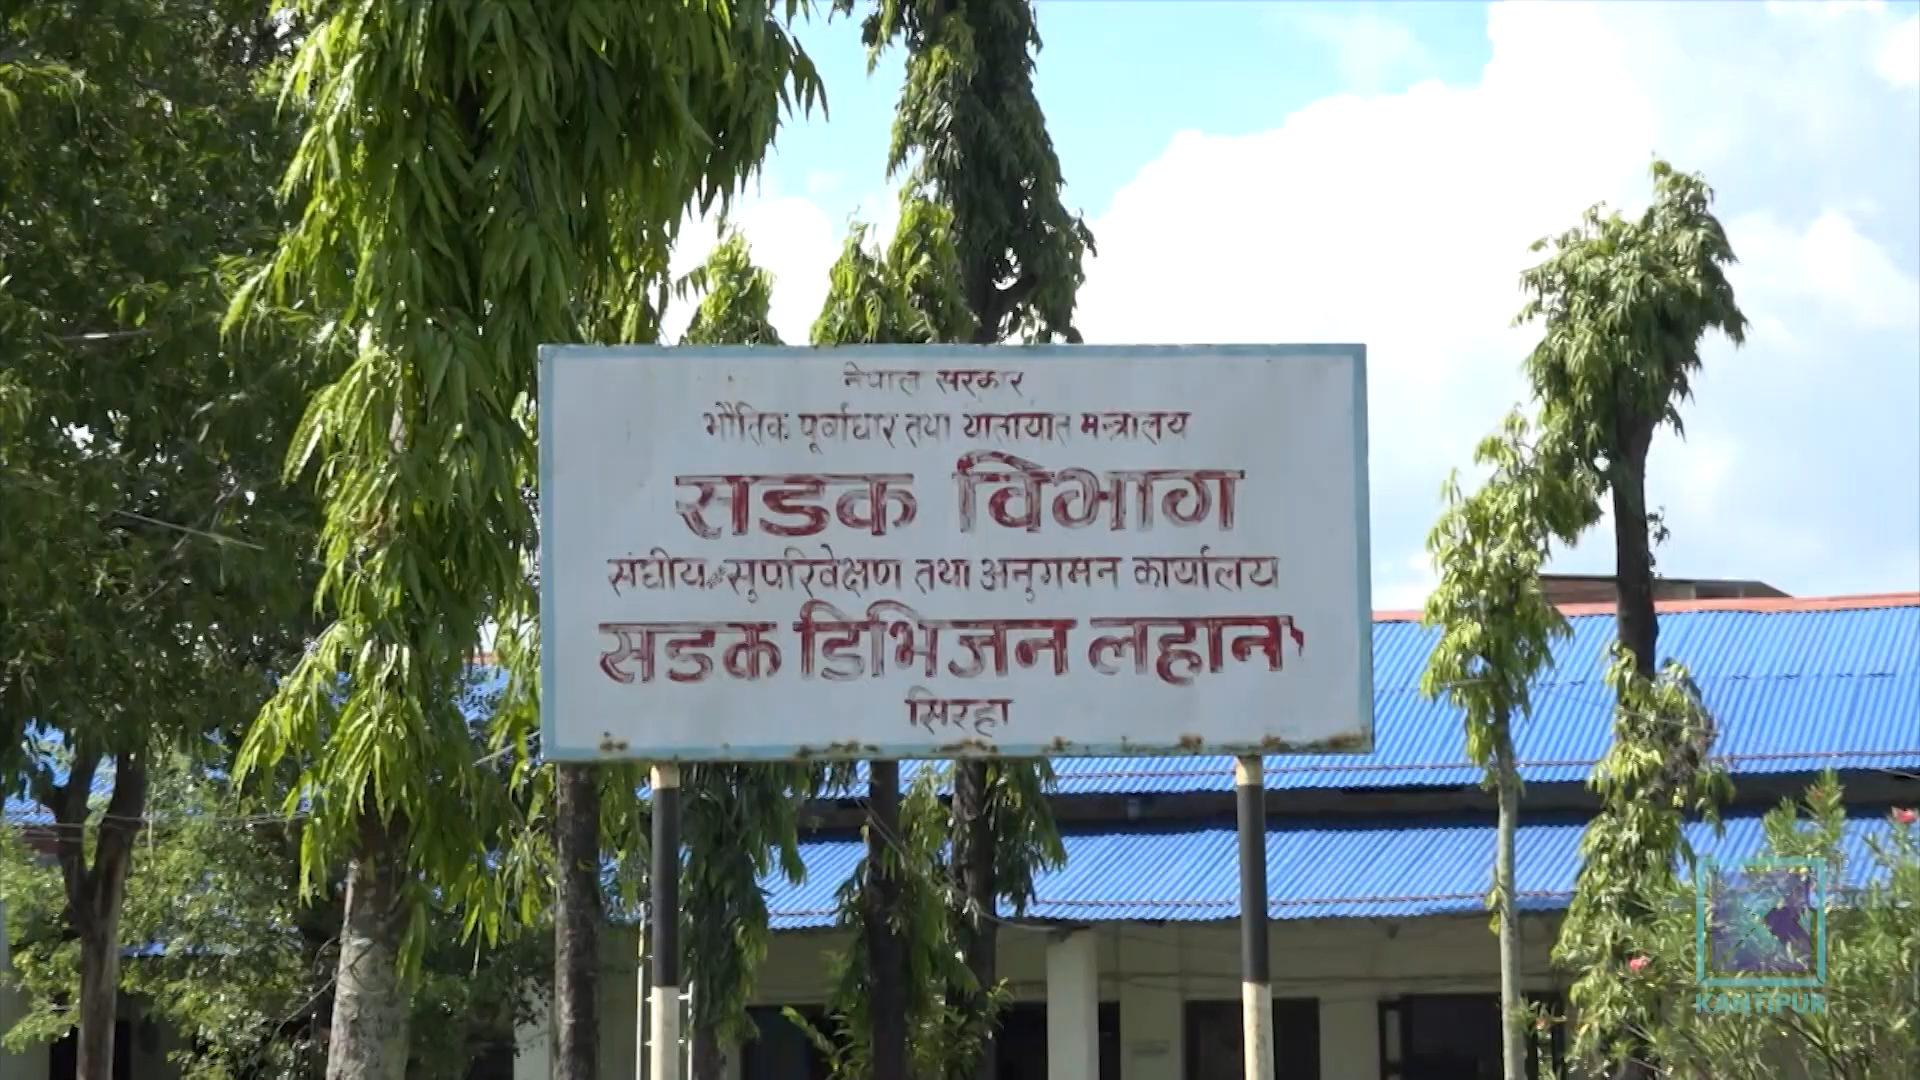 नेपाल सरकार
भौतिक पूर्वाधार तथा यातायात मन्त्रालय
सडक विभाग
संघीय सुपरिवेक्षण तथा अनुगमन कार्यालय
सडक डिभिजन लहान
सिरहा
KANTIPUR